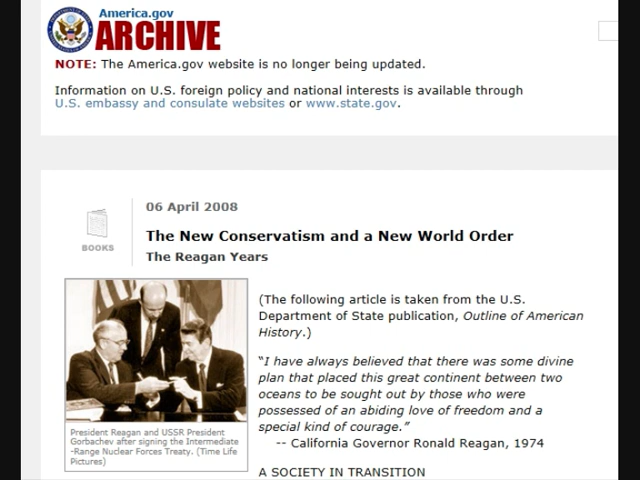 America.gov
ARCHIVE
NOTE: The America.gov website is no longer being updated.
Information on U.S. foreign policy and national interests is available through
U.S. embassy and consulate websites or www.state.gov.
06 April 2008
BOOKS
The New Conservatism and a New World Order
The Reagan Years
President Reagan and USSR President
Gorbachev after signing the Intermediate
-Range Nuclear Forces Treaty. (Time Life
Pictures)
(The following article is taken from the U.S.
Department of State publication, Outline of American
History.)
“I have always believed that there was some divine
plan that placed this great continent between two
oceans to be sought out by those who were
possessed of an abiding love of freedom and a
special kind of courage.”
-- California Governor Ronald Reagan, 1974
A SOCIETY IN TRANSITION